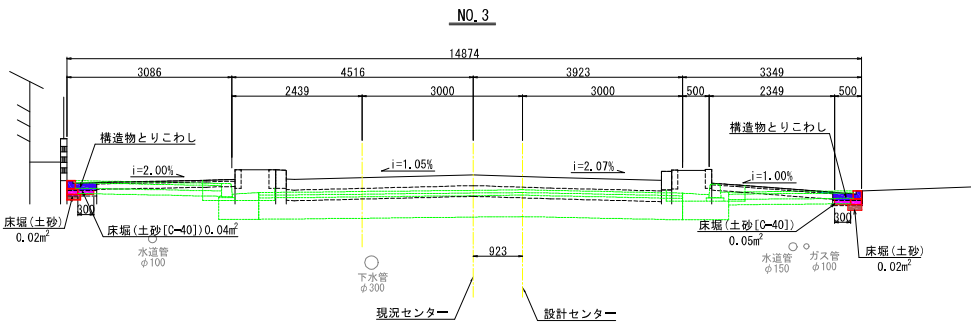 NO.3
14874
3086 4516 3923 3349
2439 3000 3000 500 2349 500
構造物とりこわし
構造物とりこわし
i=2.00%
i=1.05%
i=2.07%
i=1.00%
300
300
床堀(土砂)
0.02m²
床堀(土砂[C-40])0.04m²
床堀(土砂[C-40])
0.05m²
床堀(土砂)
0.02m²
水道管
φ100
下水管
φ300
水道管
φ150
ガス管
φ100
923
現況センター
設計センター